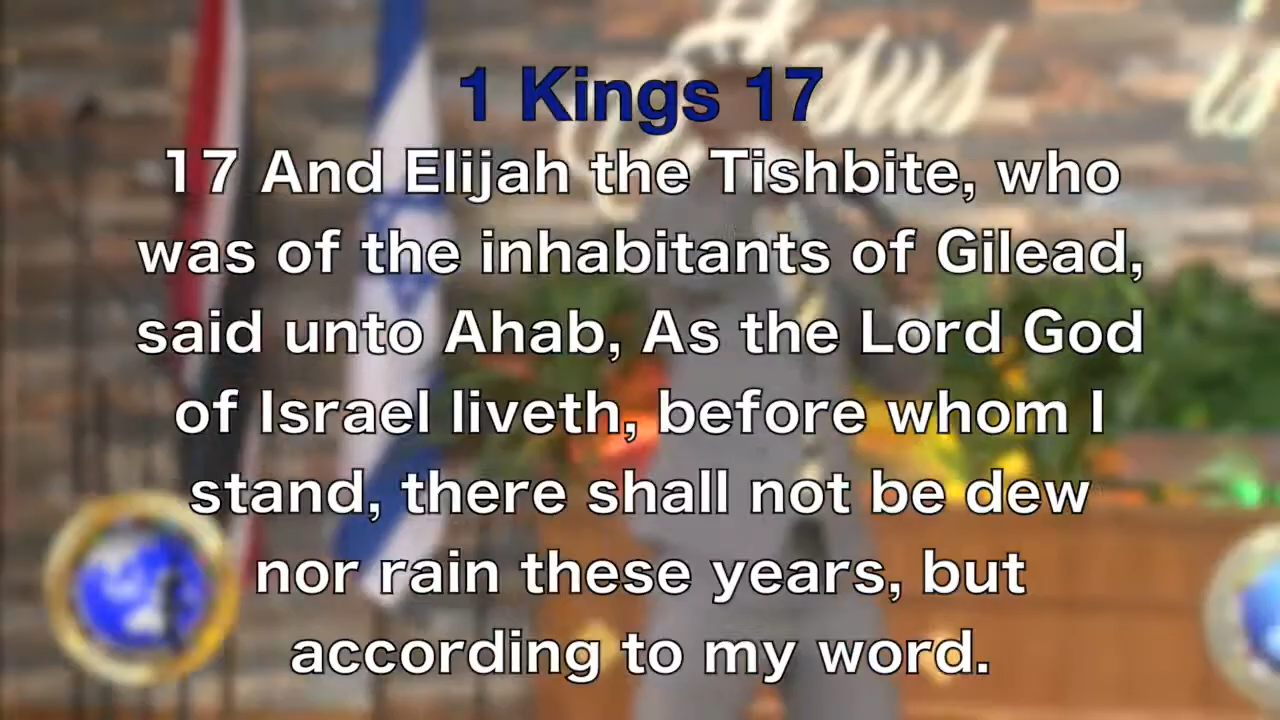 Jesus is
1 Kings 17
17 And Elijah the Tishbite, who
was of the inhabitants of Gilead,
said unto Ahab, As the Lord God
of Israel liveth, before whom I
stand, there shall not be dew
nor rain these years, but
according to my word.